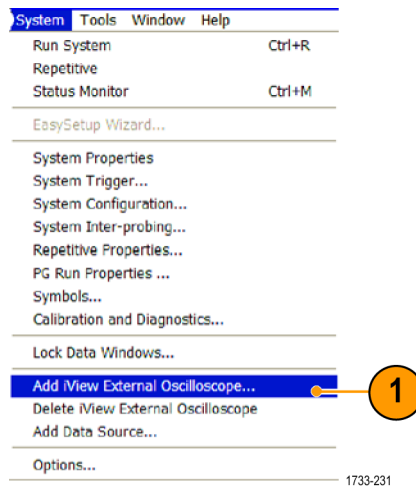 System Tools Window Help
Run System Ctrl+R
Repetitive
Status Monitor Ctrl+M
EasySetup Wizard...
System Properties
System Trigger...
System Configuration...
System Inter-probing...
Repetitive Properties...
PG Run Properties ...
Symbols...
Calibration and Diagnostics...
Lock Data Windows...
Add iView External Oscilloscope...
1
Delete iView External Oscilloscope
Add Data Source...
Options...
1733-231